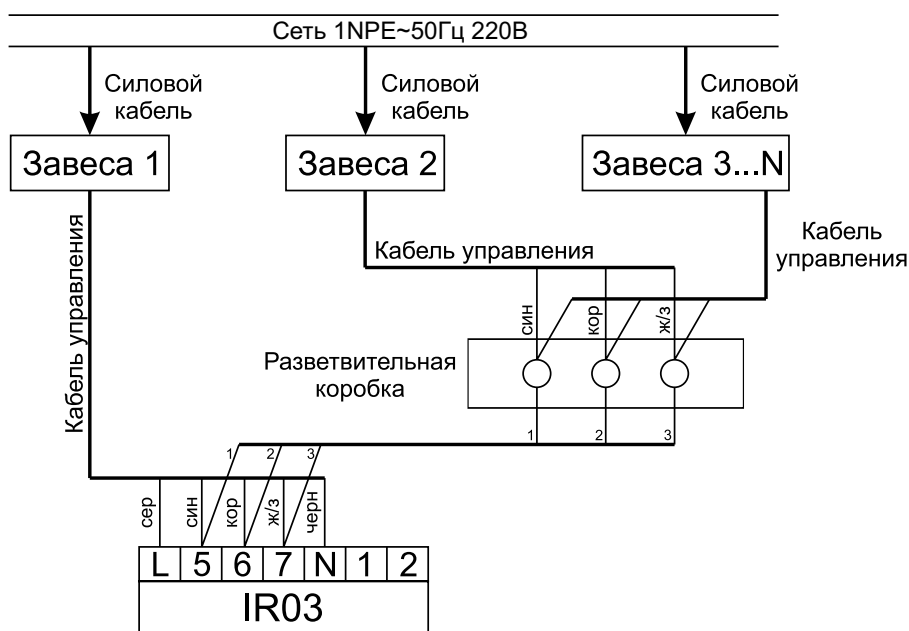 Сеть 1NPE~50Гц 220В
Силовой
кабель
Силовой
кабель
Силовой
кабель
Завеса 1
Завеса 2
Завеса 3...N
Кабель управления
Кабель управления
Кабель
управления
син
кор
ж/з
Разветвительная
коробка
1
2
3
1
2
3
сер
син
кор
ж/з
черн
L 5 6 7 N 1 2
IR03